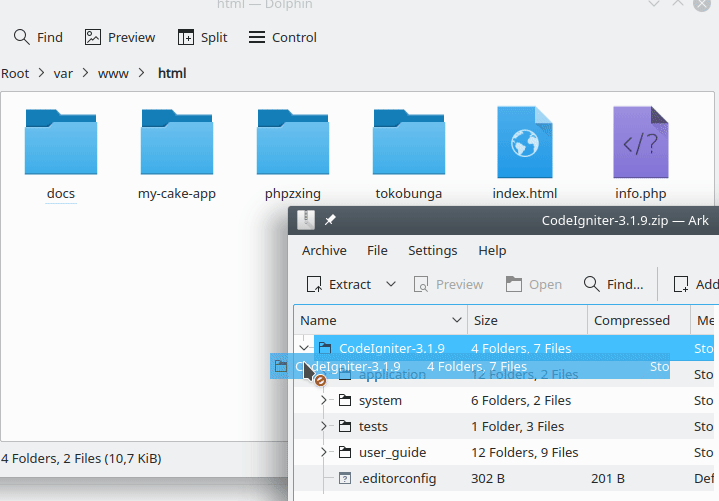 html — Dolphin
Find Preview Split Control
Root > var > www > html
docs my-cake-app phpzxing tokobunga index.html info.php
</?>
CodeIgniter-3.1.9.zip — Ark
Archive File Settings Help
Extract Preview Open Find... Add
Name Size Compressed Me
CodeIgniter-3.1.9 4 Folders, 7 Files Sto
CodeIgniter-3.1.9 4 Folders, 7 Files Sto
application 12 Folders, 2 Files Sto
system 6 Folders, 2 Files Sto
tests 1 Folder, 3 Files Sto
user_guide 12 Folders, 9 Files Sto
.editorconfig 302 B 201 B Def
4 Folders, 2 Files (10,7 KiB)